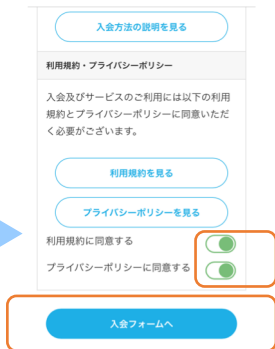 入会方法の説明を見る
利用規約・プライバシーポリシー
入会及びサービスのご利用には以下の利用
規約とプライバシーポリシーに同意いただ
く必要がございます。
利用規約を見る
プライバシーポリシーを見る
利用規約に同意する
プライバシーポリシーに同意する
入会フォームへ